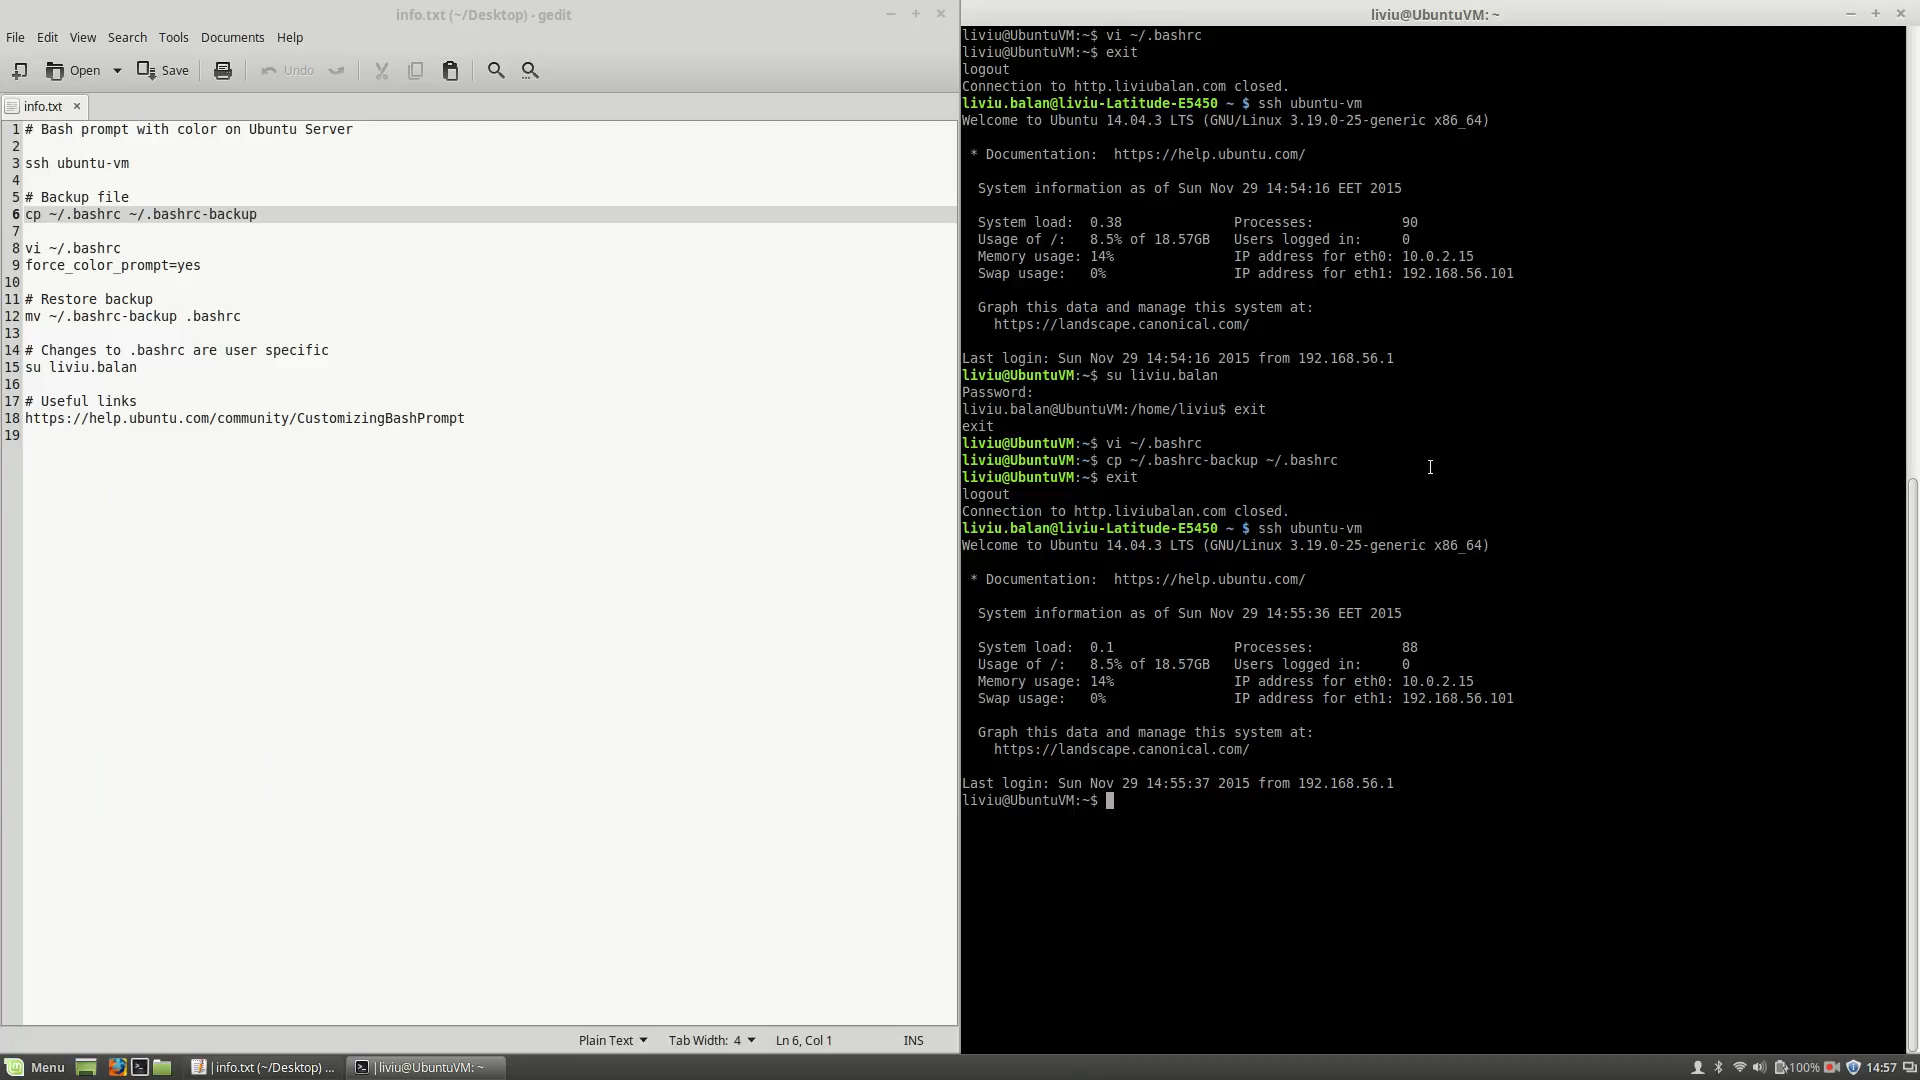 info.txt (~/Desktop) - gedit
File Edit View Search Tools Documents Help
Open Save Undo
info.txt ×
1 # Bash prompt with color on Ubuntu Server
2
3 ssh ubuntu-vm
4
5 # Backup file
6 cp ~/.bashrc ~/.bashrc-backup
7
8 vi ~/.bashrc
9 force_color_prompt=yes
10
11 # Restore backup
12 mv ~/.bashrc-backup .bashrc
13
14 # Changes to .bashrc are user specific
15 su liviu.balan
16
17 # Useful links
18 https://help.ubuntu.com/community/CustomizingBashPrompt
19
Plain Text Tab Width: 4 Ln 6, Col 1 INS
liviu@UbuntuVM: ~
liviu@UbuntuVM:~$ vi ~/.bashrc
liviu@UbuntuVM:~$ exit
logout
Connection to http.liviubalan.com closed.
liviu.balan@liviu-Latitude-E5450 ~ $ ssh ubuntu-vm
Welcome to Ubuntu 14.04.3 LTS (GNU/Linux 3.19.0-25-generic x86_64)
* Documentation: https://help.ubuntu.com/
System information as of Sun Nov 29 14:54:16 EET 2015
System load: 0.38 Processes: 90
Usage of /: 8.5% of 18.57GB Users logged in: 0
Memory usage: 14% IP address for eth0: 10.0.2.15
Swap usage: 0% IP address for eth1: 192.168.56.101
Graph this data and manage this system at:
https://landscape.canonical.com/
Last login: Sun Nov 29 14:54:16 2015 from 192.168.56.1
liviu@UbuntuVM:~$ su liviu.balan
Password:
liviu.balan@UbuntuVM:/home/liviu$ exit
exit
liviu@UbuntuVM:~$ vi ~/.bashrc
liviu@UbuntuVM:~$ cp ~/.bashrc-backup ~/.bashrc
liviu@UbuntuVM:~$ exit
logout
Connection to http.liviubalan.com closed.
liviu.balan@liviu-Latitude-E5450 ~ $ ssh ubuntu-vm
Welcome to Ubuntu 14.04.3 LTS (GNU/Linux 3.19.0-25-generic x86_64)
* Documentation: https://help.ubuntu.com/
System information as of Sun Nov 29 14:55:36 EET 2015
System load: 0.1 Processes: 88
Usage of /: 8.5% of 18.57GB Users logged in: 0
Memory usage: 14% IP address for eth0: 10.0.2.15
Swap usage: 0% IP address for eth1: 192.168.56.101
Graph this data and manage this system at:
https://landscape.canonical.com/
Last login: Sun Nov 29 14:55:37 2015 from 192.168.56.1
liviu@UbuntuVM:~$
Menu |info.txt (~/Desktop) ... |liviu@UbuntuVM: ~ 100% 14:57